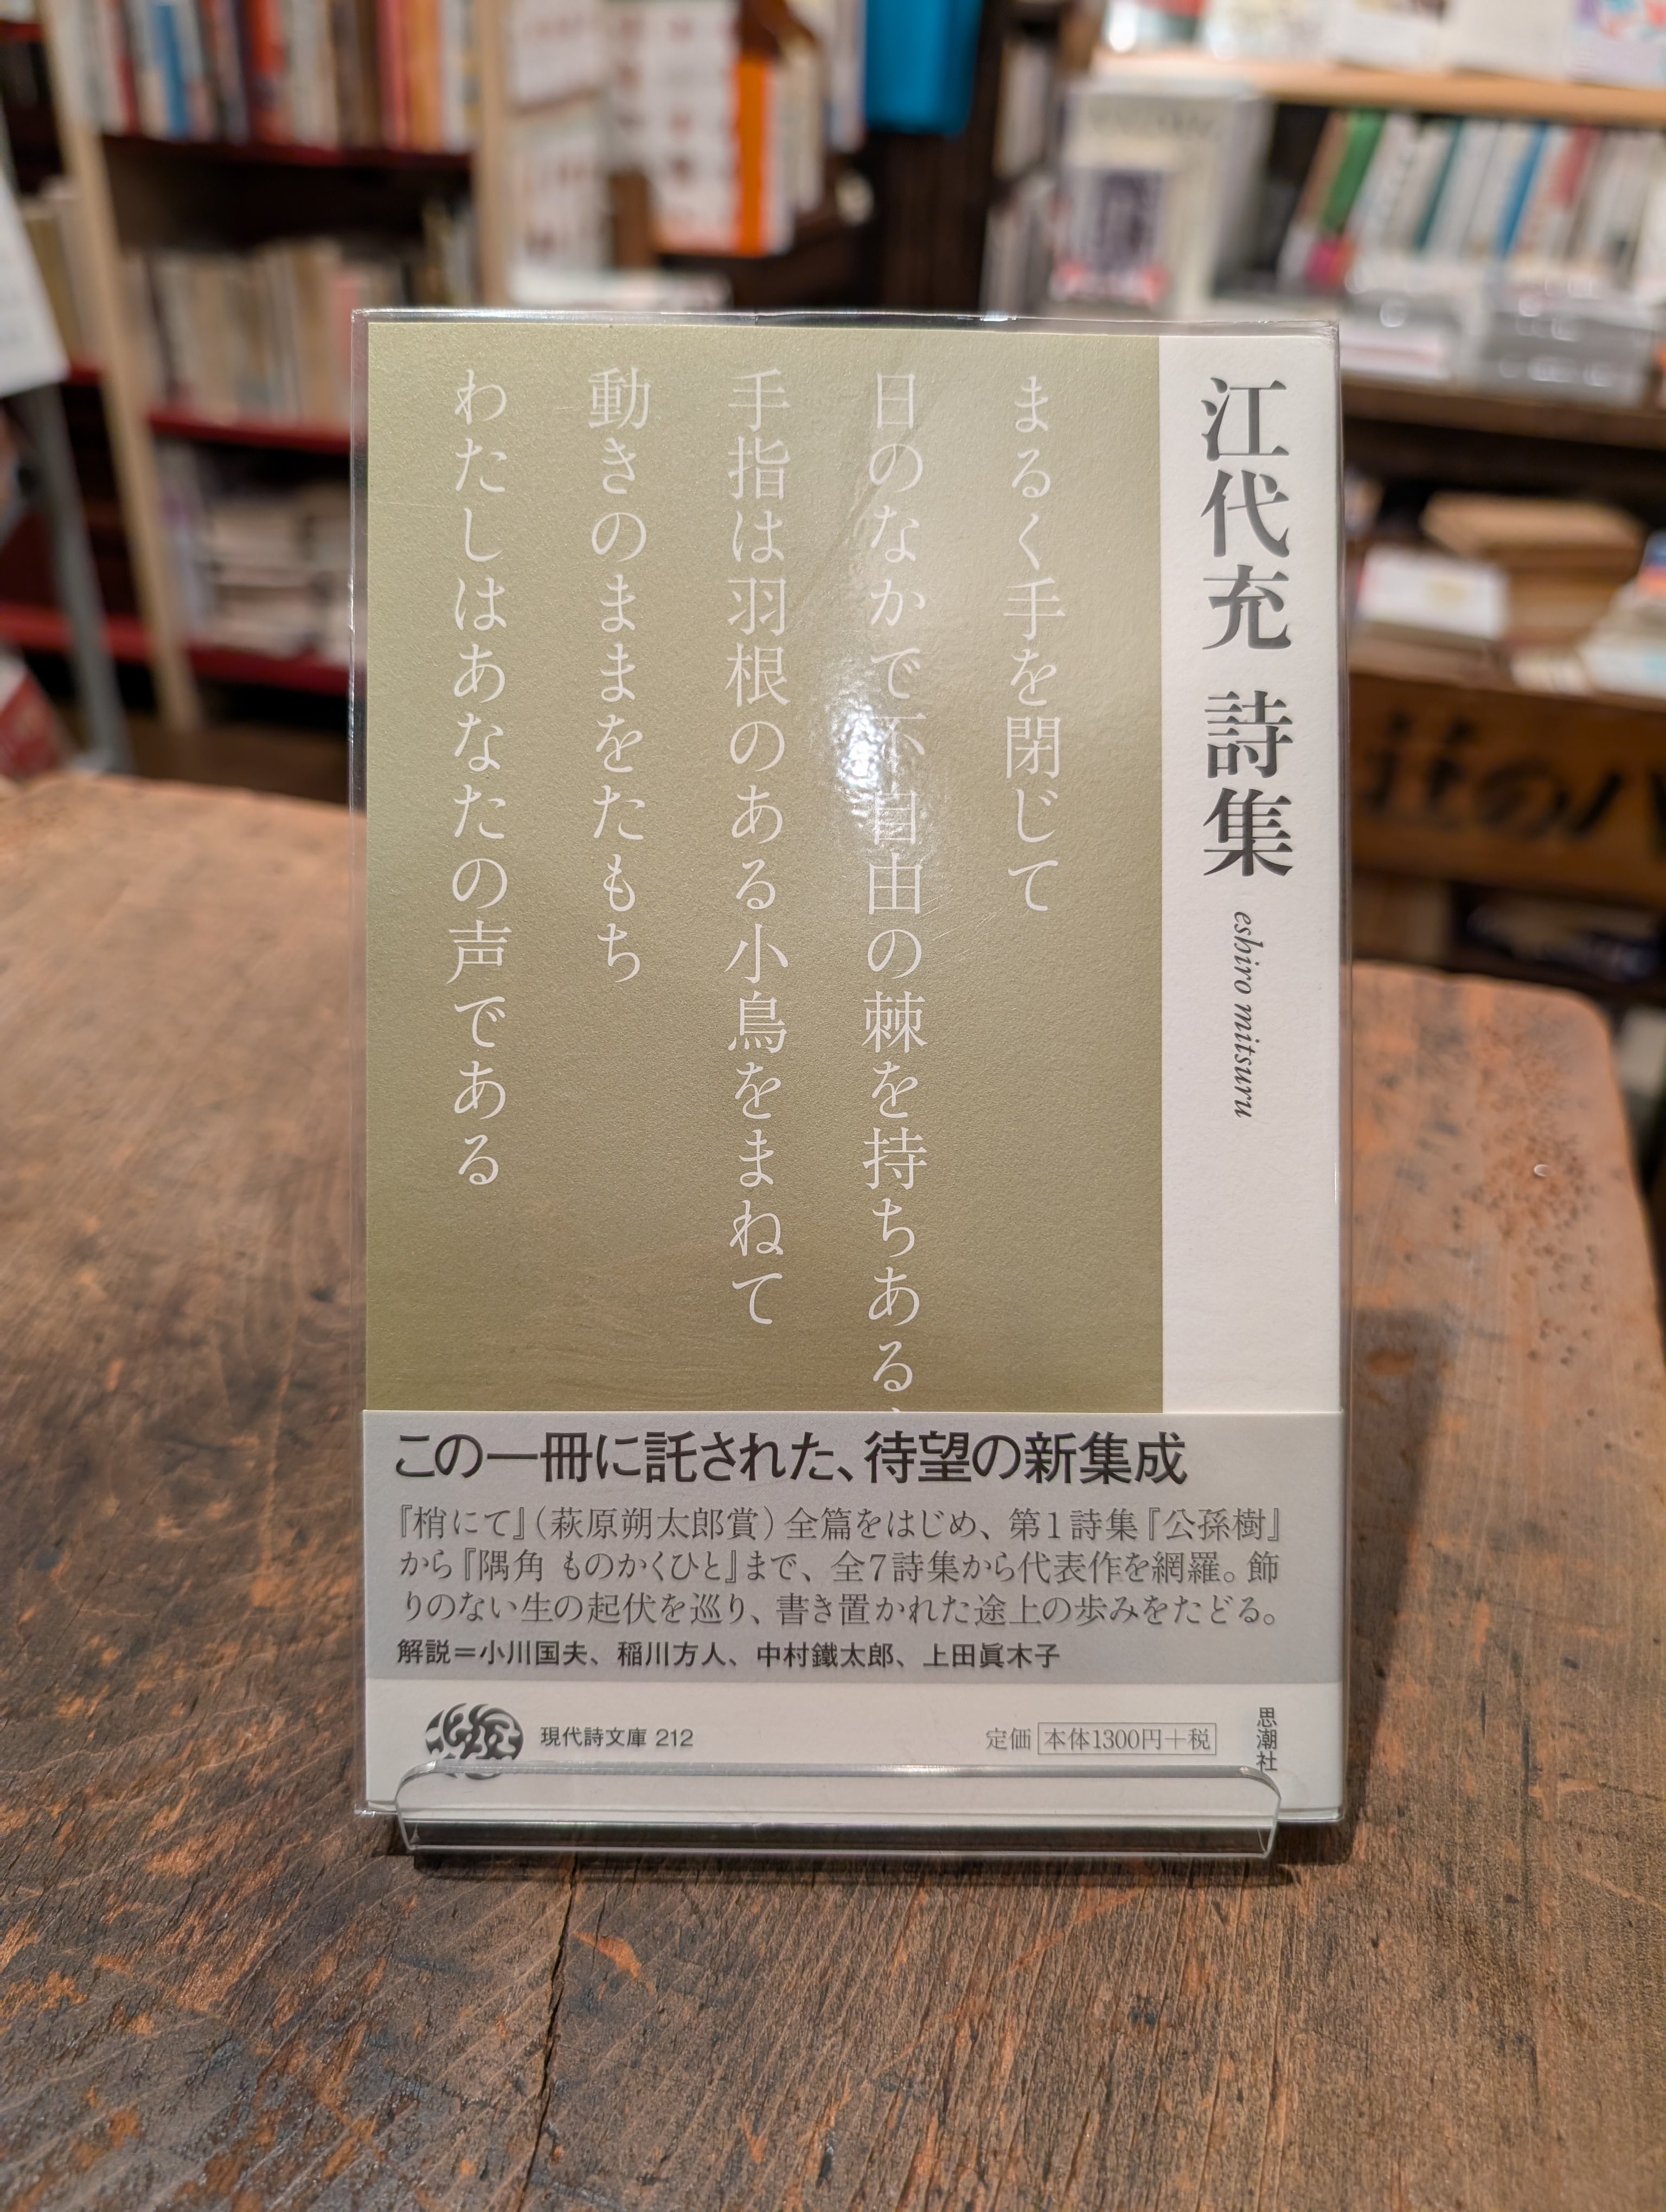 江代充 詩集
eshiro mitsuru
まるく手を閉じて
日のなかで不自由の棘を持ちある
手指は羽根のある小鳥をまねて
動きのままをたもち
わたしはあなたの声である
この一冊に託された、待望の新集成
『梢にて』(萩原朔太郎賞)全篇をはじめ、第1詩集『公孫樹』
から『隅角 ものかくひと』まで、全7詩集から代表作を網羅。飾
りのない生の起伏を巡り、書き置かれた途上の歩みをたどる。
解説=小川国夫、稲川方人、中村鐵太郎、上田眞木子
現代詩文庫 212
定価 本体1300円+税
思潮社